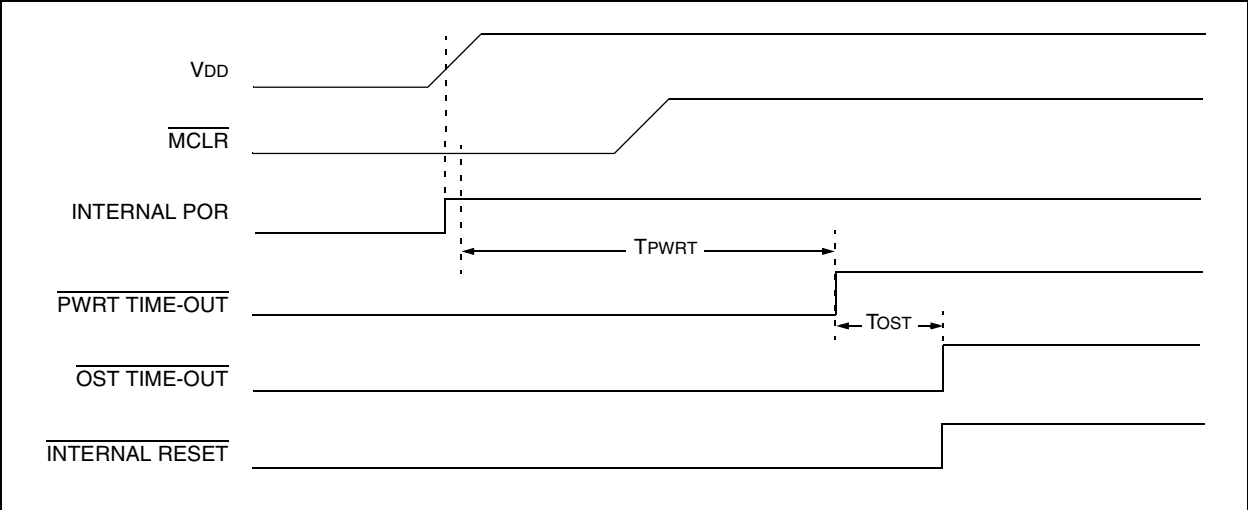 VDD
MCLR
INTERNAL POR
TPWRT
PWRT TIME-OUT
TOST
OST TIME-OUT
INTERNAL RESET